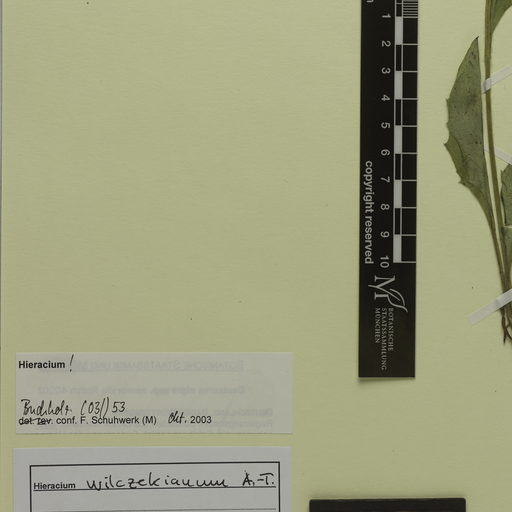 cm
1
2
3
4
5
6
7
8
9
10
copyright reserved
BOTANISCHE
STAATSSAMMLUNG
MÜNCHEN
Hieracium !
Buchholz (03/) 53
det. rev. conf. F. Schuhwerk (M) Okt. 2003
Hieracium wilczekianum A.-T.